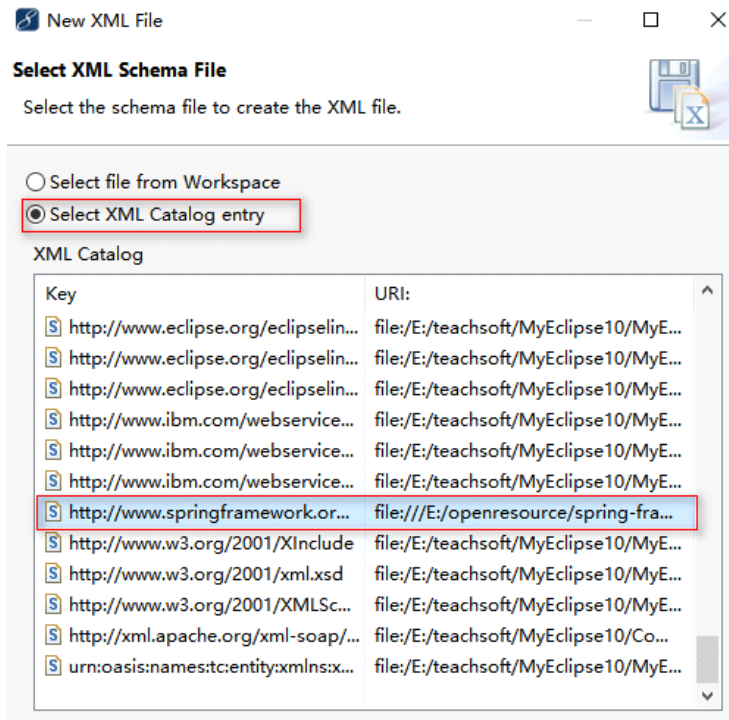 New XML File
Select XML Schema File
Select the schema file to create the XML file.
Select file from Workspace
Select XML Catalog entry
XML Catalog
Key URI:
http://www.eclipse.org/eclipselin... file:/E:/teachsoft/MyEclipse10/MyE...
http://www.eclipse.org/eclipselin... file:/E:/teachsoft/MyEclipse10/MyE...
http://www.eclipse.org/eclipselin... file:/E:/teachsoft/MyEclipse10/MyE...
http://www.ibm.com/webservice... file:/E:/teachsoft/MyEclipse10/MyE...
http://www.ibm.com/webservice... file:/E:/teachsoft/MyEclipse10/MyE...
http://www.ibm.com/webservice... file:/E:/teachsoft/MyEclipse10/MyE...
http://www.springframework.or... file:///E:/openresource/spring-fra...
http://www.w3.org/2001/XInclude file:/E:/teachsoft/MyEclipse10/MyE...
http://www.w3.org/2001/xml.xsd file:/E:/teachsoft/MyEclipse10/MyE...
http://www.w3.org/2001/XMLSc... file:/E:/teachsoft/MyEclipse10/MyE...
http://xml.apache.org/xml-soap/... file:/E:/teachsoft/MyEclipse10/Co...
urn:oasis:names:tc:entity:xmlns:x... file:/E:/teachsoft/MyEclipse10/MyE...